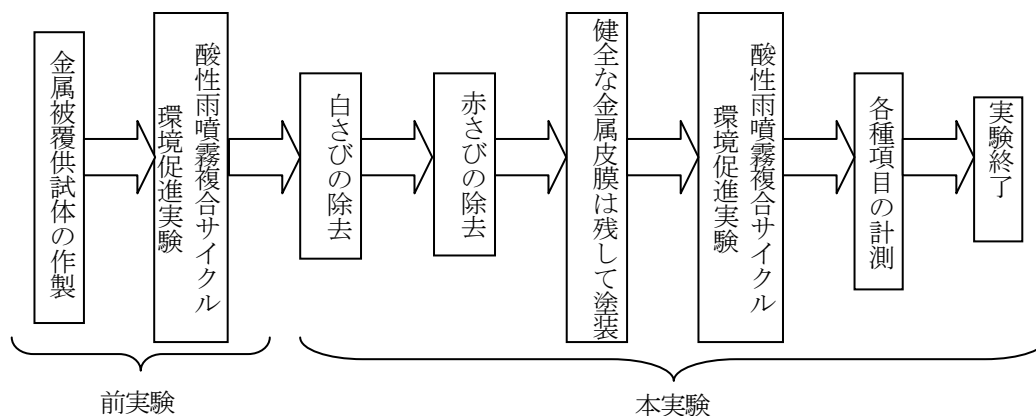 金属被覆供試体の作製
酸性雨噴霧複合サイクル
環境促進実験
白さびの除去
赤さびの除去
健全な金属皮膜は残して塗装
酸性雨噴霧複合サイクル
環境促進実験
各種項目の計測
実験終了
前実験
本実験